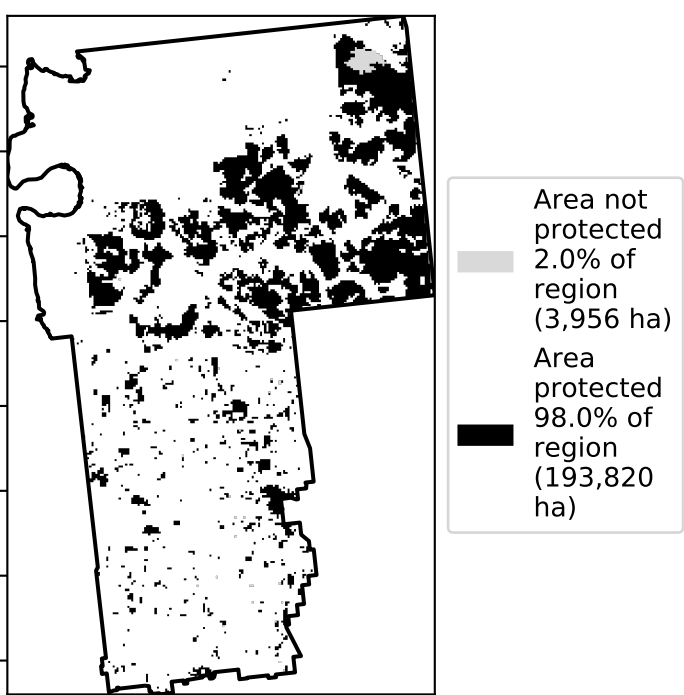 Area not
protected
2.0% of
region
(3,956 ha)
Area
protected
98.0% of
region
(193,820
ha)